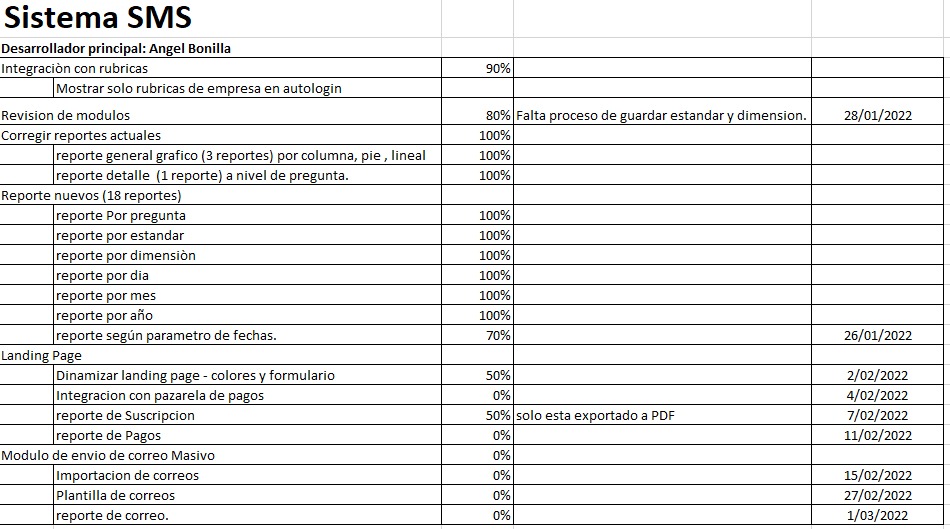 Sistema SMS
Desarrollador principal: Angel Bonilla
Integraciòn con rubricas 90%
Mostrar solo rubricas de empresa en autologin
Revision de modulos 80% Falta proceso de guardar estandar y dimension. 28/01/2022
Corregir reportes actuales 100%
reporte general grafico (3 reportes) por columna, pie , lineal 100%
reporte detalle (1 reporte) a nivel de pregunta. 100%
Reporte nuevos (18 reportes)
reporte Por pregunta 100%
reporte por estandar 100%
reporte por dimensiòn 100%
reporte por dia 100%
reporte por mes 100%
reporte por año 100%
reporte según parametro de fechas. 70% 26/01/2022
Landing Page
Dinamizar landing page - colores y formulario 50% 2/02/2022
Integracion con pazarela de pagos 0% 4/02/2022
reporte de Suscripcion 50% solo esta exportado a PDF 7/02/2022
reporte de Pagos 0% 11/02/2022
Modulo de envio de correo Masivo 0%
Importacion de correos 0% 15/02/2022
Plantilla de correos 0% 27/02/2022
reporte de correo. 0% 1/03/2022